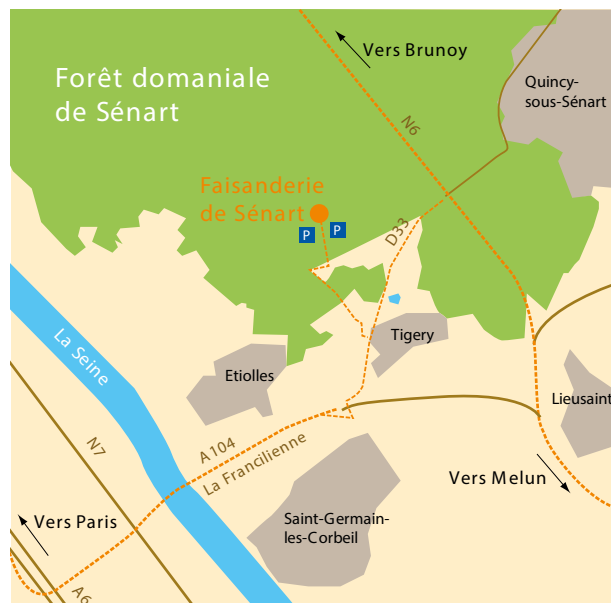 Vers Brunoy
Forêt domaniale
de Sénart
Quincy-
sous-Sénart
N6
Faisanderie
de Sénart
P
P
D33
La Seine
Tigery
Etiolles
Lieusaint
N7
A 104
La Francilienne
Vers Melun
Saint-Germain-
les-Corbeil
Vers Paris
A6